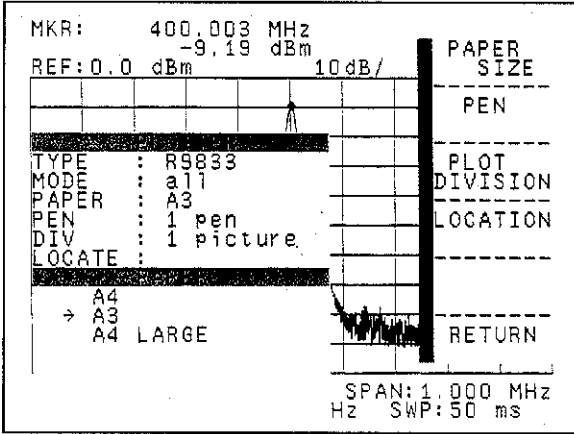 MKR: 400.003 MHz
-9.19 dBm
REF:0.0 dBm 10dB/
TYPE : R9833
MODE : all
PAPER : A3
PEN : 1 pen
DIV : 1 picture
LOCATE :
A4
→ A3
A4 LARGE
PAPER
SIZE
PEN
PLOT
DIVISION
LOCATION
RETURN
SPAN:1.000 MHz
Hz SWP:50 ms